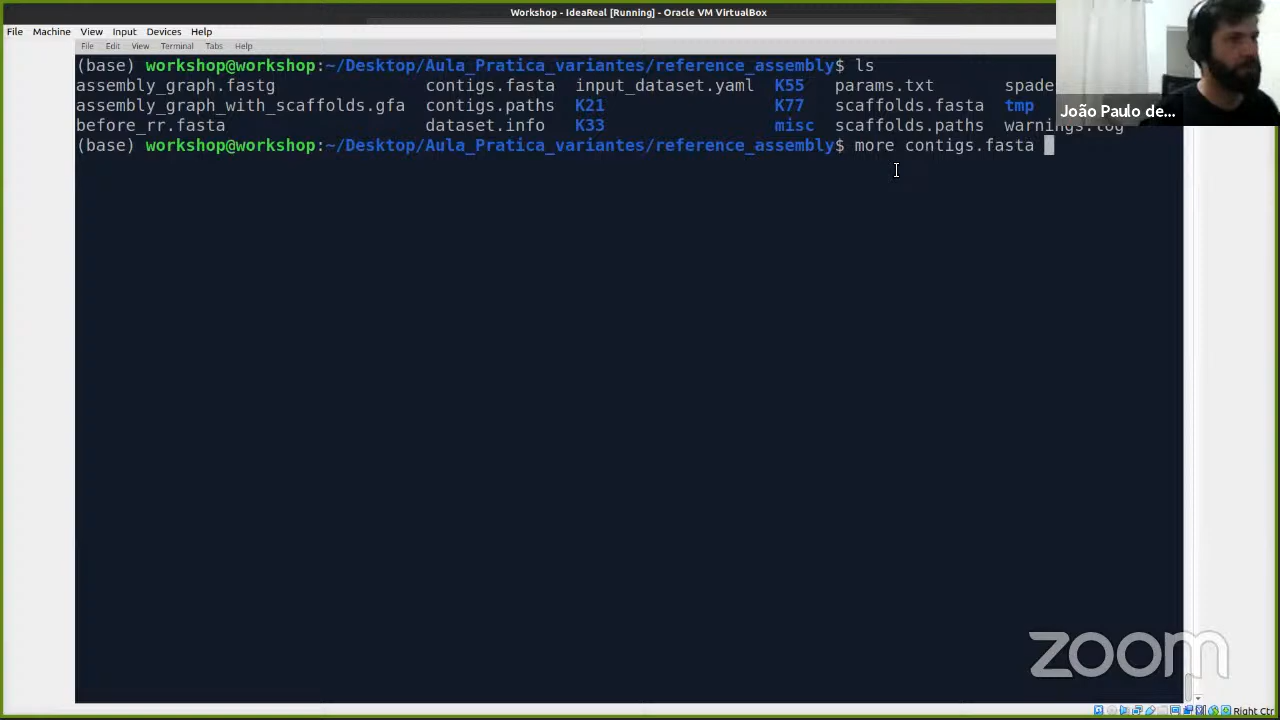 Workshop - IdeaReal [Running] - Oracle VM VirtualBox
File Machine View Input Devices Help
File Edit View Terminal Tabs Help
(base) workshop@workshop:~/Desktop/Aula_Pratica_variantes/reference_assembly$ ls
assembly_graph.fastg contigs.fasta input_dataset.yaml K55 params.txt spade
assembly_graph_with_scaffolds.gfa contigs.paths K21 K77 scaffolds.fasta tmp
João Paulo de...
before_rr.fasta dataset.info K33 misc scaffolds.paths warnings.log
(base) workshop@workshop:~/Desktop/Aula_Pratica_variantes/reference_assembly$ more contigs.fasta
zoom
Right Ctr